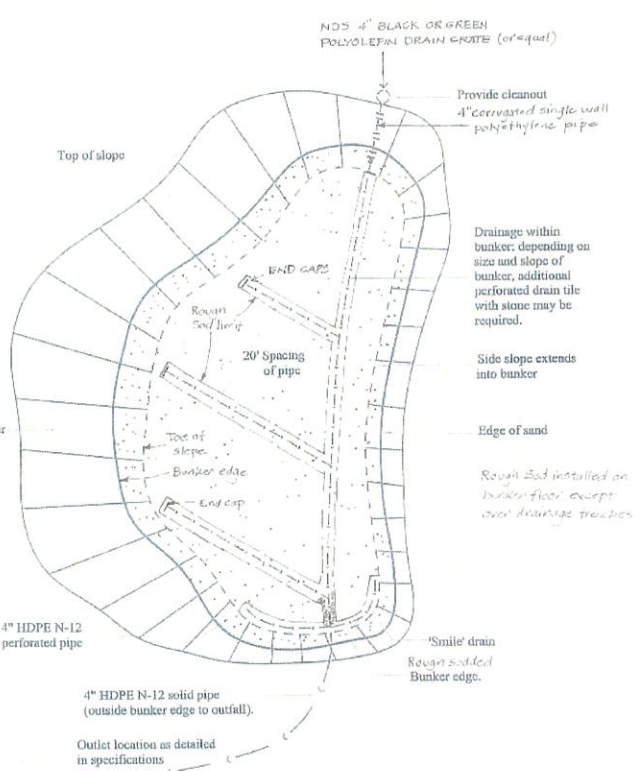 NDS 4" BLACK OR GREEN
POLYOLEFIN DRAIN GRATE (or equal)
Provide cleanout
4" corrugated single wall
polyethylene pipe
Top of slope
Drainage within
bunker: depending on
size and slope of
bunker, additional
perforated drain tile
with stone may be
required.
END CAPS
Rough
Sod limit
20' Spacing
of pipe
Side slope extends
into bunker
Edge of sand
Toe of
slope
Bunker edge
End cap
Rough Sod installed on
bunker floor except
over drainage trenches
4" HDPE N-12
perforated pipe
'Smile' drain
Rough sodded
Bunker edge.
4" HDPE N-12 solid pipe
(outside bunker edge to outfall).
Outlet location as detailed
in specifications